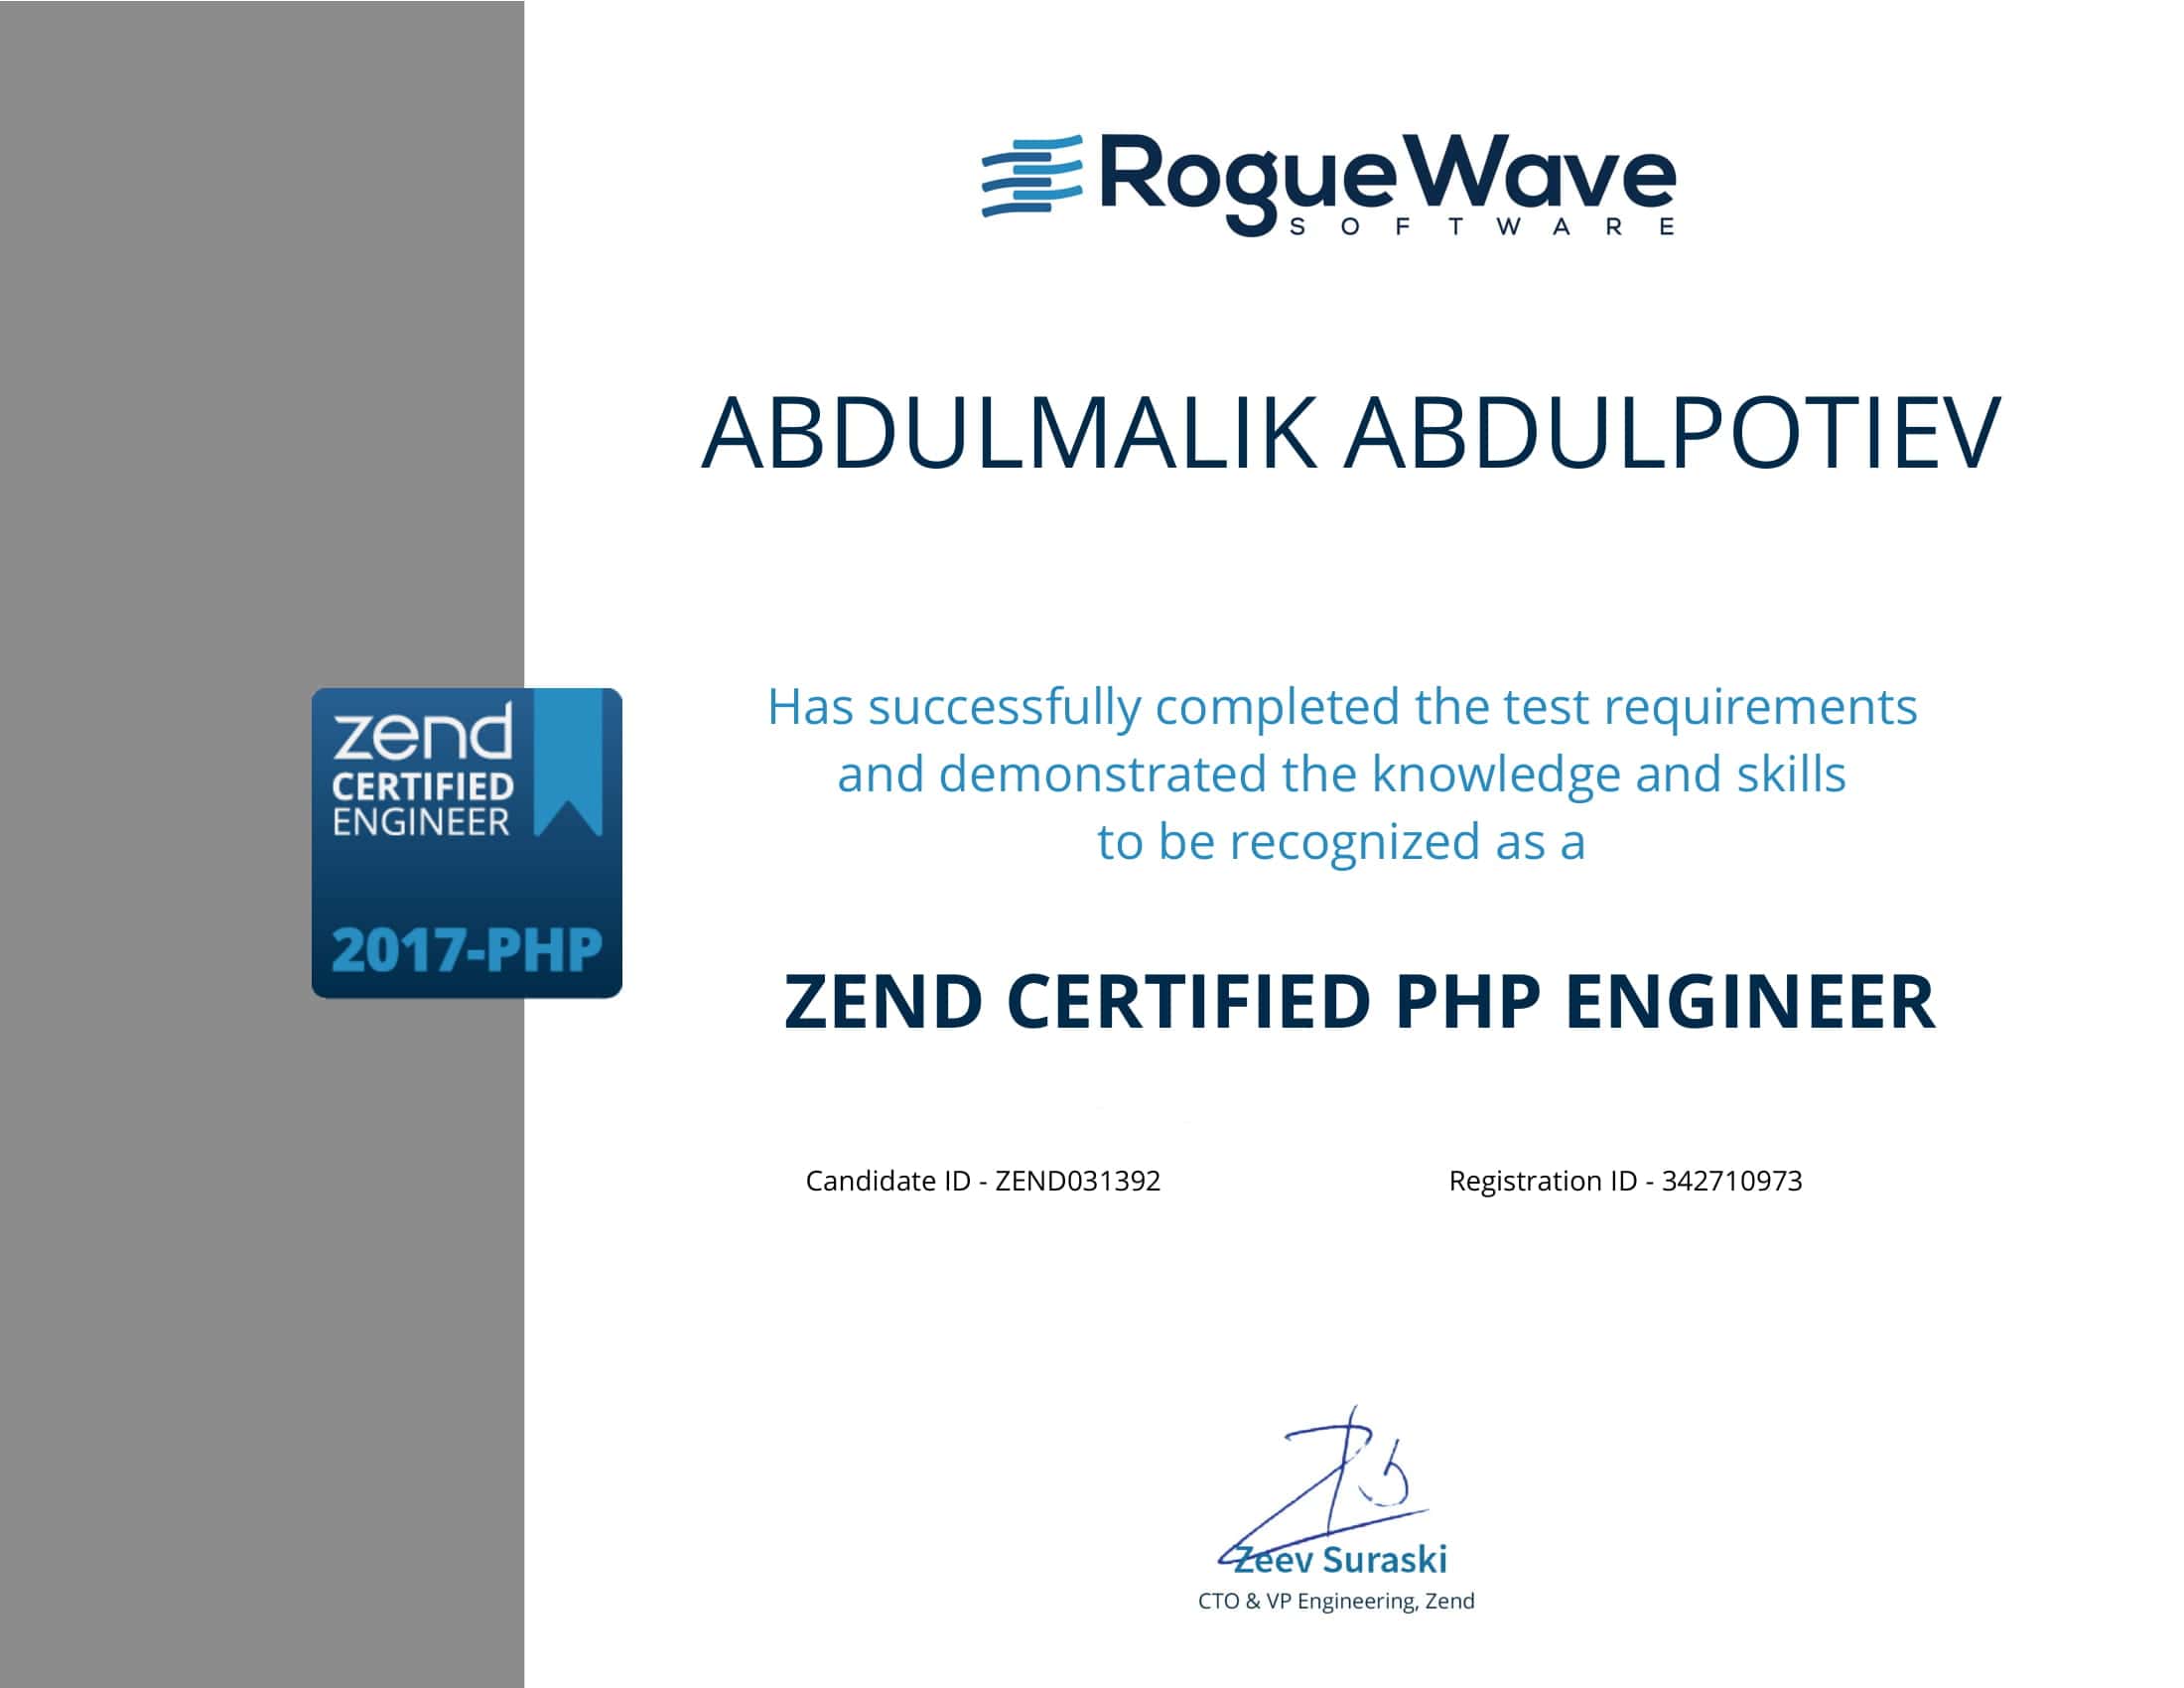 RogueWave
SOFTWARE
ABDULMALIK ABDULPOTIEV
zend
CERTIFIED
ENGINEER
2017-PHP
Has successfully completed the test requirements
and demonstrated the knowledge and skills
to be recognized as a
ZEND CERTIFIED PHP ENGINEER
Candidate ID - ZEND031392
Registration ID - 342710973
Zeev Suraski
CTO & VP Engineering, Zend